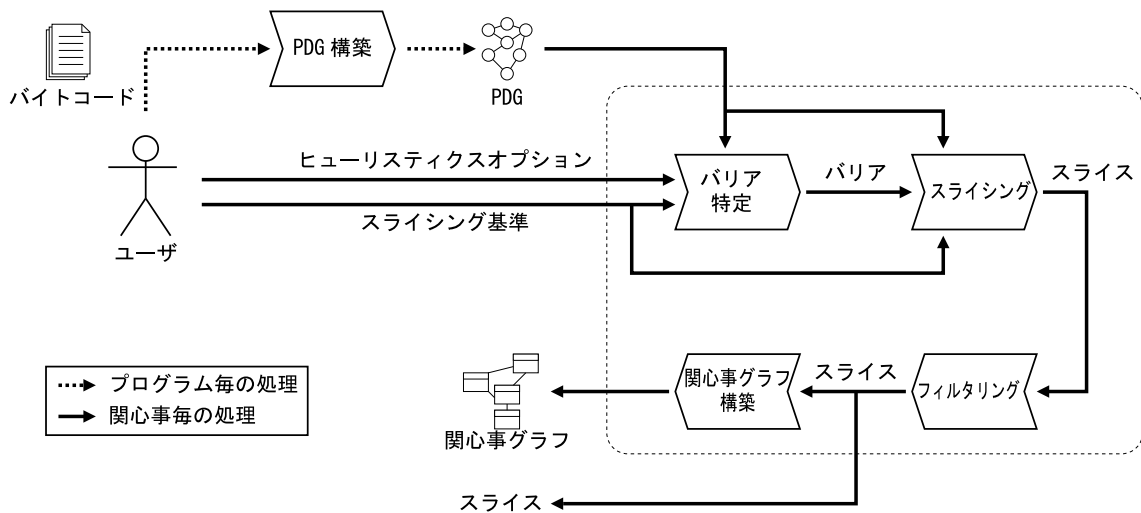 PDG 構築
バイトコード
PDG
ヒューリスティクスオプション
スライシング基準
ユーザ
バリア
特定
バリア
スライシング
スライス
プログラム毎の処理
関心事毎の処理
関心事グラフ
関心事グラフ
構築
スライス
フィルタリング
スライス